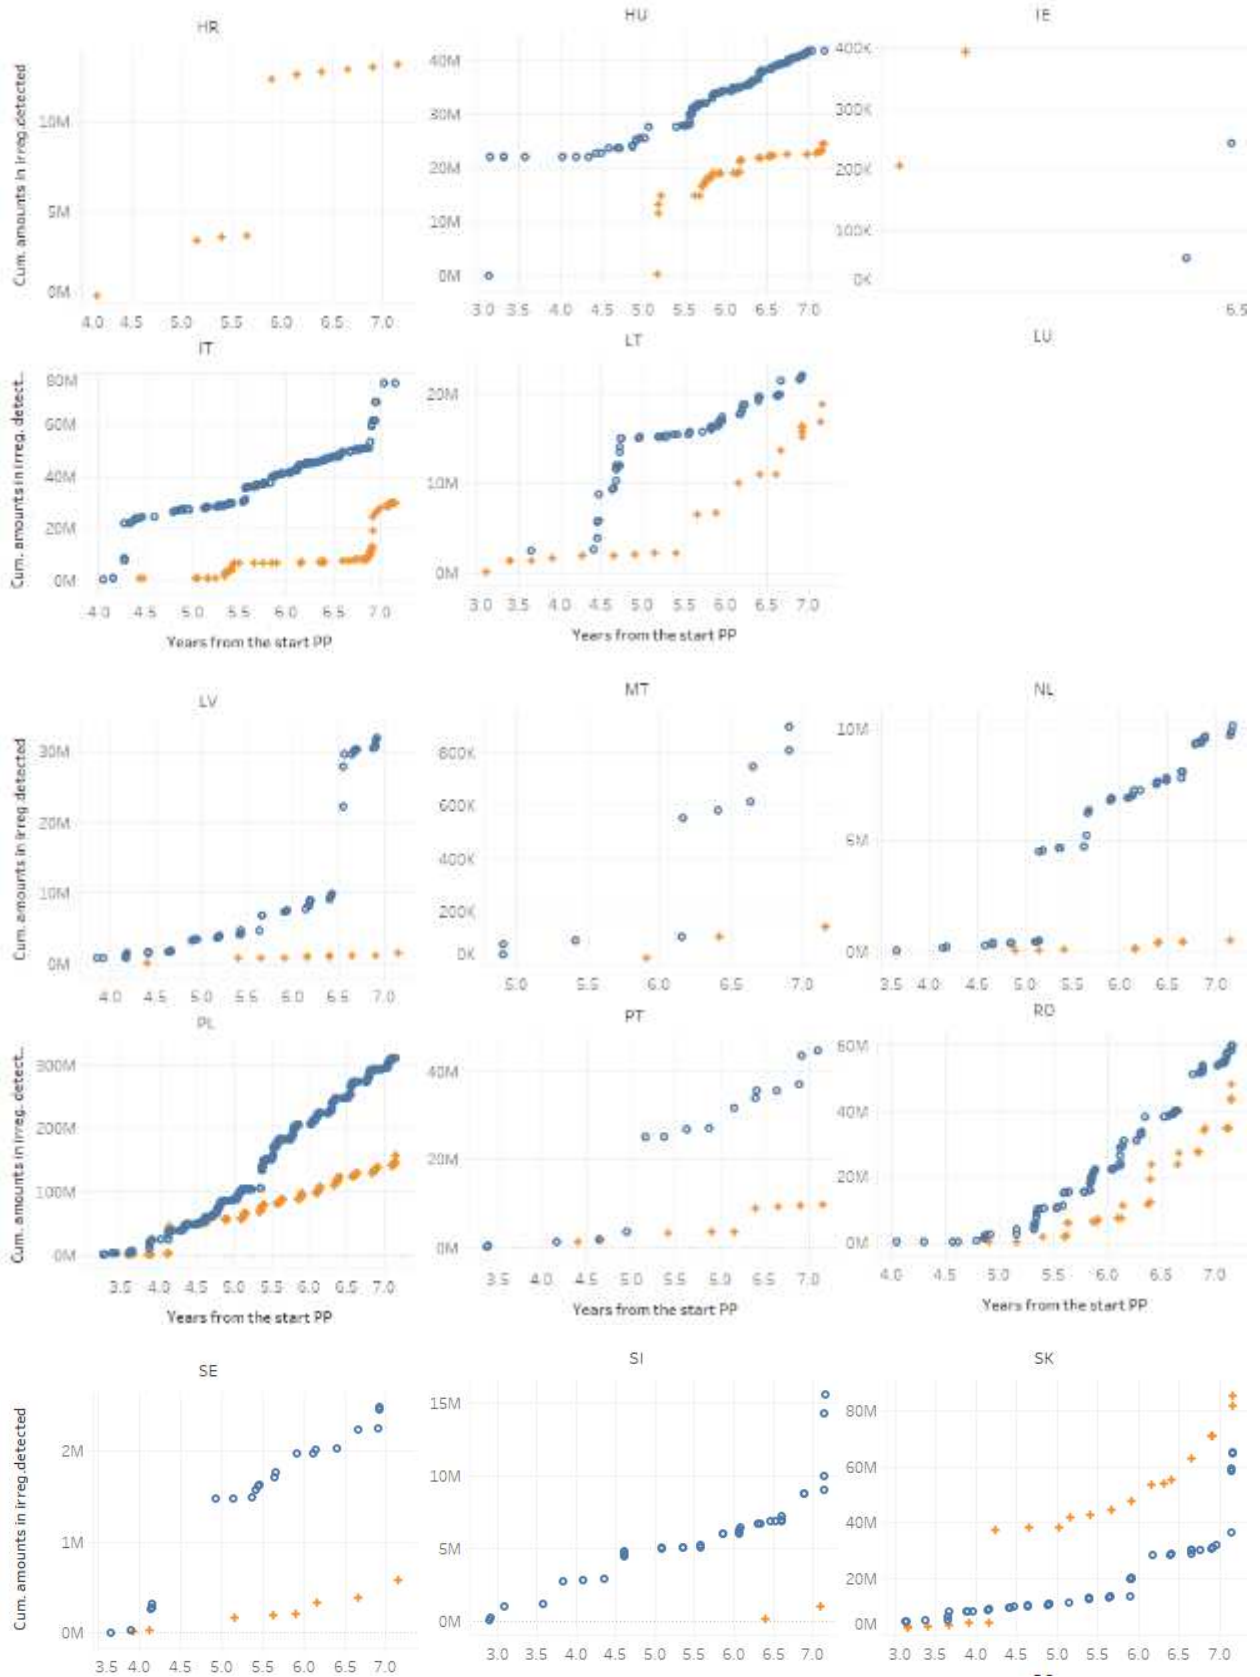 HR HU IE
Cum. amounts in irreg.detected
10M
5M
0M
4.0 4.5 5.0 5.5 6.0 6.5 7.0
40M
30M
20M
10M
0M
3.0 3.5 4.0 4.5 5.0 5.5 6.0 6.5 7.0
400K
300K
200K
100K
0K
6.5
IT LT LU
Cum. amounts in irreg. detect..
80M
60M
40M
20M
0M
4.0 4.5 5.0 5.5 6.0 6.5 7.0
Years from the start PP
20M
10M
0M
3.0 3.5 4.0 4.5 5.0 5.5 6.0 6.5 7.0
Years from the start PP
LV MT NL
Cum. amounts in irreg.detected
30M
20M
10M
0M
4.0 4.5 5.0 5.5 6.0 6.5 7.0
800K
600K
400K
200K
0K
5.0 5.5 6.0 6.5 7.0
10M
5M
0M
3.5 4.0 4.5 5.0 5.5 6.0 6.5 7.0
PL PT RO
Cum. amounts in irreg. detect..
300M
200M
100M
0M
3.5 4.0 4.5 5.0 5.5 6.0 6.5 7.0
Years from the start PP
40M
20M
0M
3.5 4.0 4.5 5.0 5.5 6.0 6.5 7.0
Years from the start PP
60M
40M
20M
0M
4.0 4.5 5.0 5.5 6.0 6.5 7.0
Years from the start PP
SE SI SK
Cum. amounts in irreg.detected
2M
1M
0M
3.5 4.0 4.5 5.0 5.5 6.0 6.5 7.0
15M
10M
5M
0M
3.0 3.5 4.0 4.5 5.0 5.5 6.0 6.5 7.0
80M
60M
40M
20M
0M
3.0 3.5 4.0 4.5 5.0 5.5 6.0 6.5 7.0